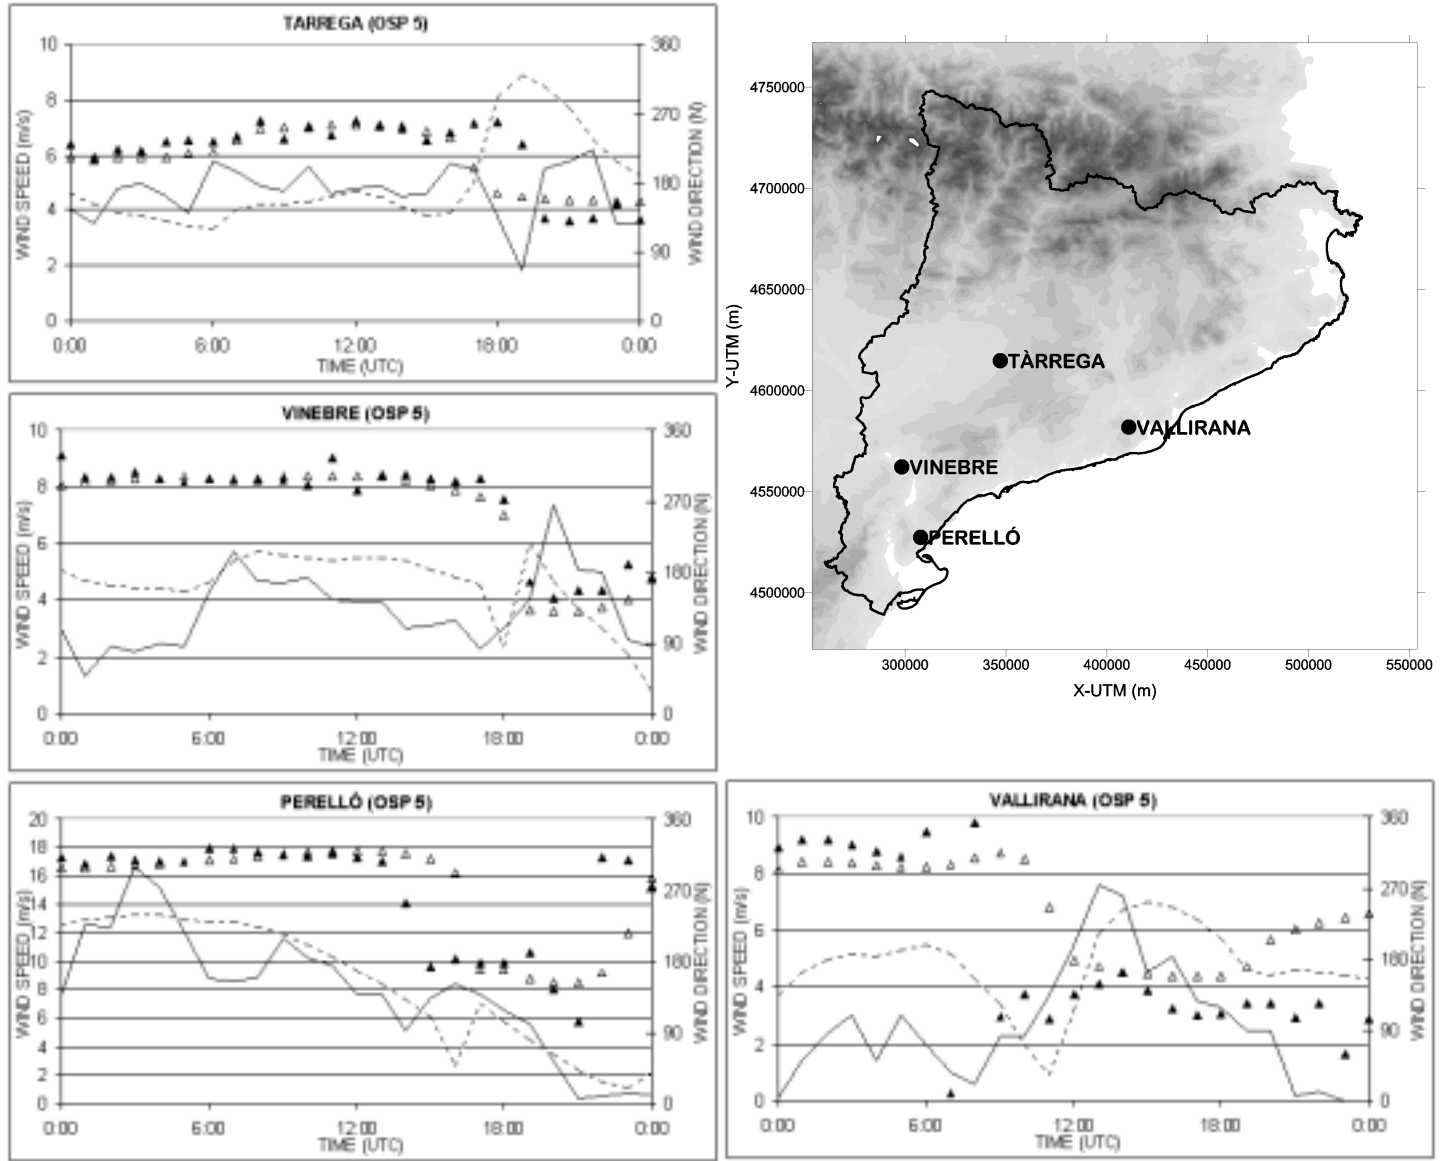 TARREGA (OSP 5)
WIND SPEED (m/s)
WIND DIRECTION (N)
10
8
6
4
2
0
360
270
180
90
0
0:00 6:00 12:00 18:00 0:00
TIME (UTC)
VINEBRE (OSP 5)
WIND SPEED (m/s)
WIND DIRECTION (N)
10
8
6
4
2
0
360
270
180
90
0
0:00 6:00 12:00 18:00 0:00
TIME (UTC)
PERELLÓ (OSP 5)
WIND SPEED (m/s)
WIND DIRECTION (N)
20
18
16
14
12
10
8
6
4
2
0
360
270
180
90
0
0:00 6:00 12:00 18:00 0:00
TIME (UTC)
4750000
4700000
4650000
4600000
4550000
4500000
Y-UTM (m)
TÀRREGA
VALLIRANA
VINEBRE
PERELLÓ
300000 350000 400000 450000 500000 550000
X-UTM (m)
VALLIRANA (OSP 5)
WIND SPEED (m/s)
WIND DIRECTION (N)
10
8
6
4
2
0
360
270
180
90
0
0:00 6:00 12:00 18:00 0:00
TIME (UTC)